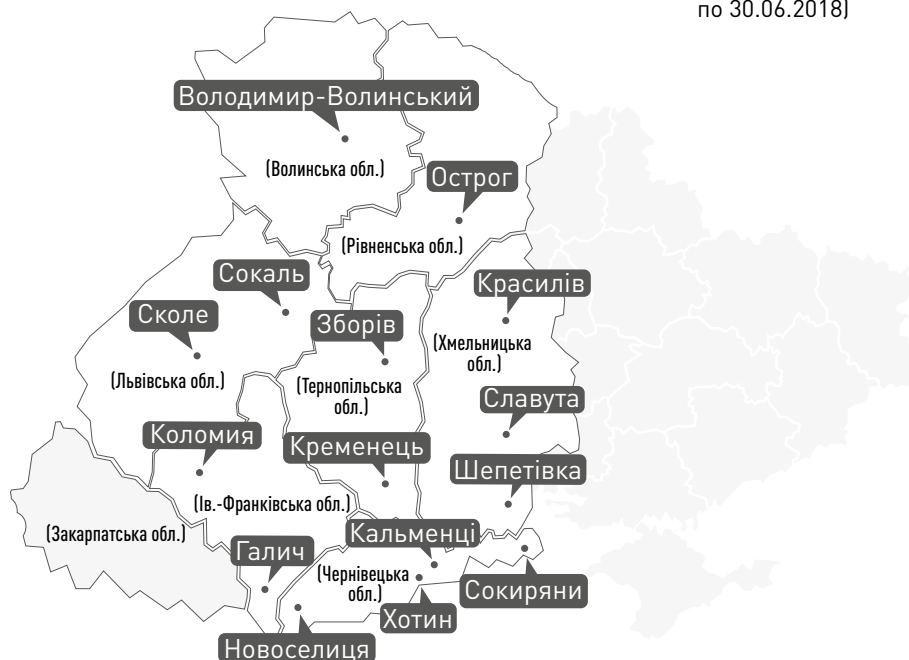 по 30.06.2018)
Володимир-Волинський
(Волинська обл.)
Острог
(Рівненська обл.)
Сокаль
Красилів
Сколе
Зборів
(Хмельницька
обл.)
(Львівська обл.)
(Тернопільська
обл.)
Славута
Коломия
Кременець
Шепетівка
(Ів.-Франківська обл.)
(Закарпатська обл.)
Кальменці
Галич
(Чернівецька
обл.)
Сокиряни
Хотин
Новоселиця